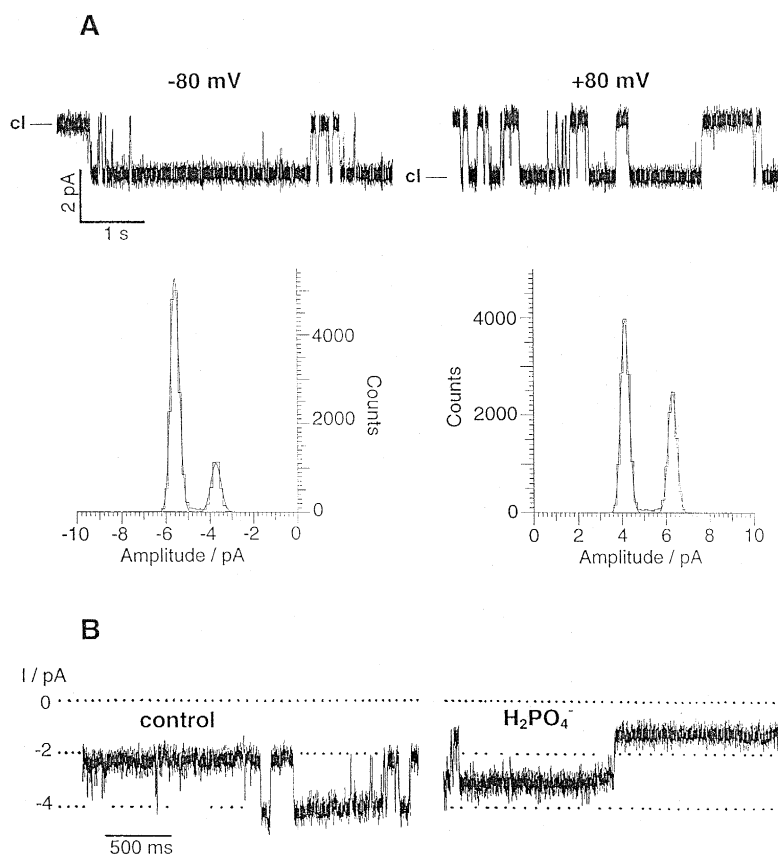 A
-80 mV
+80 mV
cl
cl
2 pA
1 s
4000
2000
0
Counts
-10 -8 -6 -4 -2 0
Amplitude / pA
4000
2000
0
Counts
0 2 4 6 8 10
Amplitude / pA
B
I / pA
0
-2
-4
control
H₂PO₄⁻
500 ms